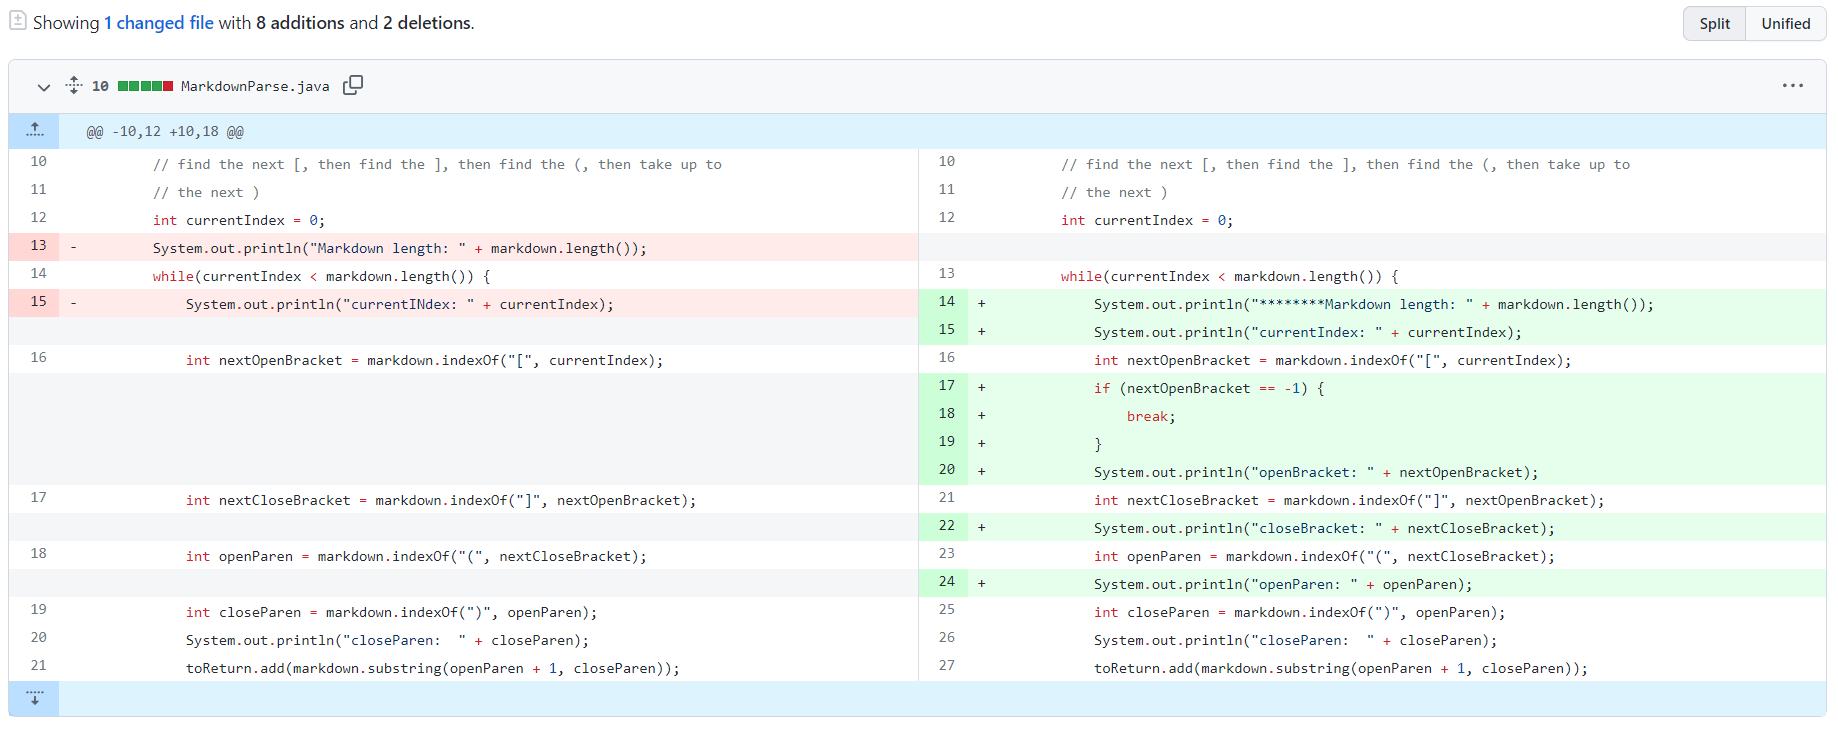 Showing 1 changed file with 8 additions and 2 deletions.
Split Unified
10 MarkdownParse.java
@@ -10,12 +10,18 @@
10 // find the next [, then find the ], then find the (, then take up to
11 // the next )
12 int currentIndex = 0;
13 - System.out.println("Markdown length: " + markdown.length());
14 while(currentIndex < markdown.length()) {
15 - System.out.println("currentINdex: " + currentIndex);
16 int nextOpenBracket = markdown.indexOf("[", currentIndex);
17 int nextCloseBracket = markdown.indexOf("]", nextOpenBracket);
18 int openParen = markdown.indexOf("(", nextCloseBracket);
19 int closeParen = markdown.indexOf(")", openParen);
20 System.out.println("closeParen:  " + closeParen);
21 toReturn.add(markdown.substring(openParen + 1, closeParen));
10 // find the next [, then find the ], then find the (, then take up to
11 // the next )
12 int currentIndex = 0;
13 while(currentIndex < markdown.length()) {
14 + System.out.println("********Markdown length: " + markdown.length());
15 + System.out.println("currentIndex: " + currentIndex);
16 int nextOpenBracket = markdown.indexOf("[", currentIndex);
17 + if (nextOpenBracket == -1) {
18 + break;
19 + }
20 + System.out.println("openBracket: " + nextOpenBracket);
21 int nextCloseBracket = markdown.indexOf("]", nextOpenBracket);
22 + System.out.println("closeBracket: " + nextCloseBracket);
23 int openParen = markdown.indexOf("(", nextCloseBracket);
24 + System.out.println("openParen: " + openParen);
25 int closeParen = markdown.indexOf(")", openParen);
26 System.out.println("closeParen:  " + closeParen);
27 toReturn.add(markdown.substring(openParen + 1, closeParen));